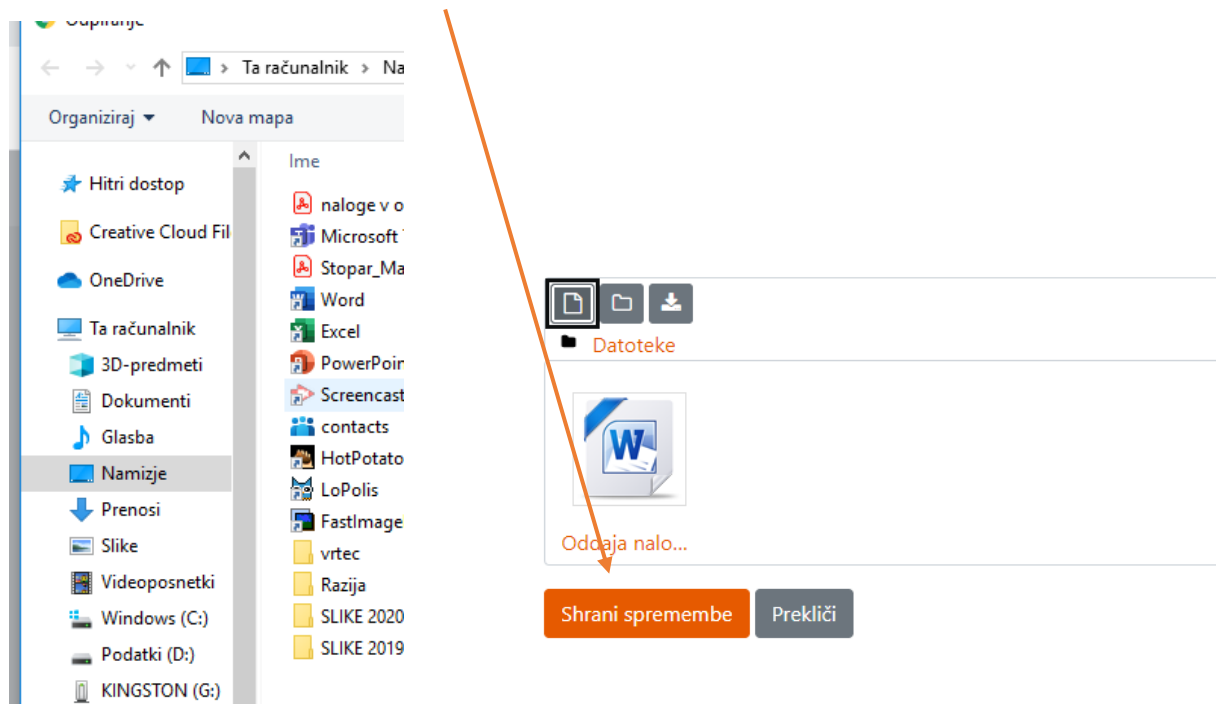 Odpiranje
Ta računalnik > Na
Organiziraj Nova mapa
Hitri dostop
Creative Cloud Fil
OneDrive
Ta računalnik
3D-predmeti
Dokumenti
Glasba
Namizje
Prenosi
Slike
Videoposnetki
Windows (C:)
Podatki (D:)
KINGSTON (G:)
Ime
naloge v o
Microsoft
Stopar_Ma
Word
Excel
PowerPoin
Screencast
contacts
HotPotato
LoPolis
FastImage
vrtec
Razija
SLIKE 2020
SLIKE 2019
Datoteke
W
Oddaja nalo...
Shrani spremembe Prekliči